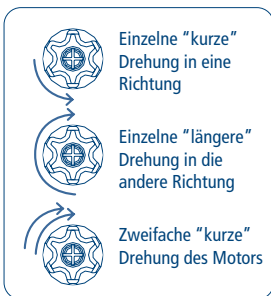 Einzelne “kurze”
Drehung in eine
Richtung
Einzelne “längere”
Drehung in die
andere Richtung
Zweifache “kurze”
Drehung des Motors